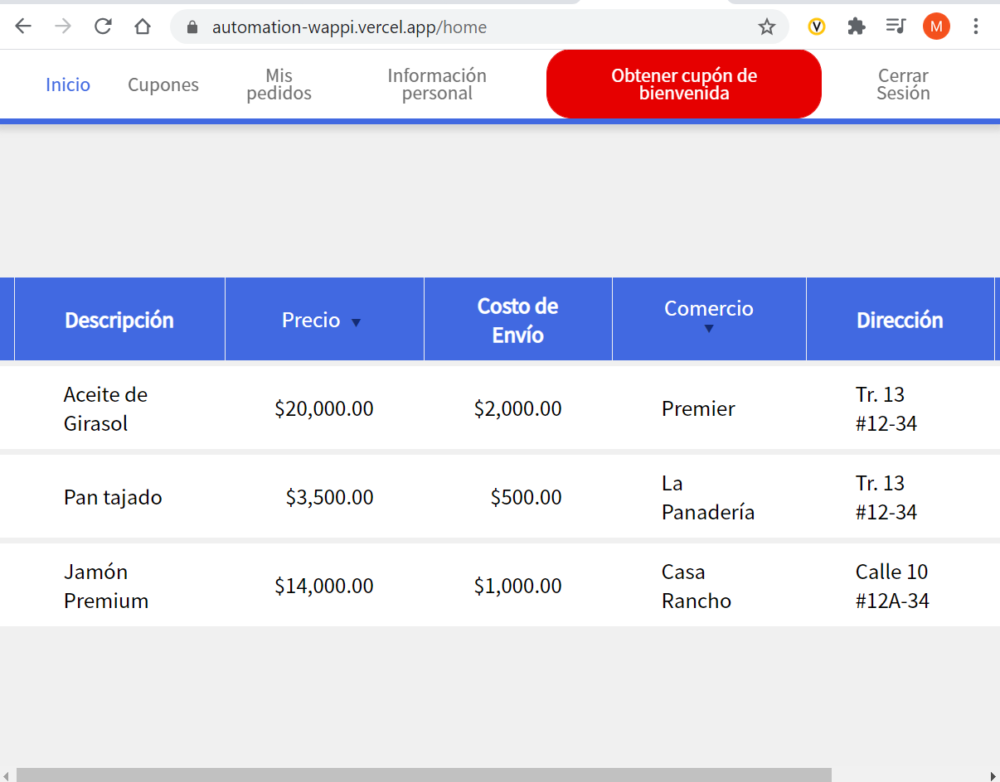 automation-wappi.vercel.app/home
M
Inicio
Cupones
Mis
pedidos
Información
personal
Obtener cupón de
bienvenida
Cerrar
Sesión
Descripción
Precio ▼
Costo de
Envío
Comercio
▼
Dirección
Aceite de
Girasol
$20,000.00
$2,000.00
Premier
Tr. 13
#12-34
Pan tajado
$3,500.00
$500.00
La
Panadería
Tr. 13
#12-34
Jamón
Premium
$14,000.00
$1,000.00
Casa
Rancho
Calle 10
#12A-34